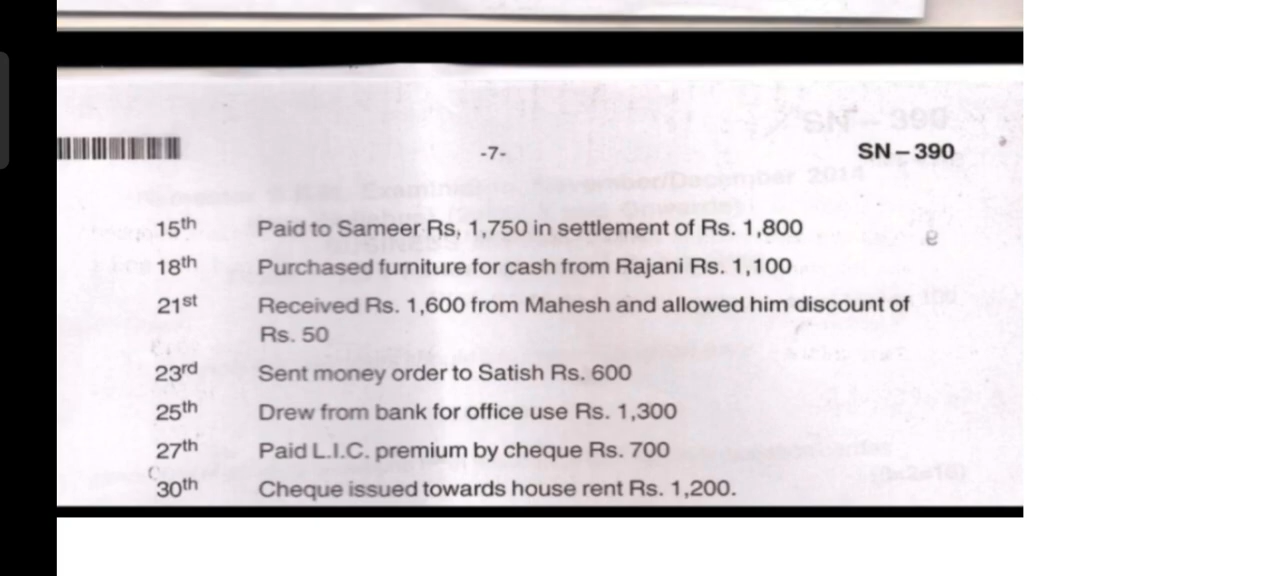 -7-
SN – 390
15th Paid to Sameer Rs, 1,750 in settlement of Rs. 1,800
18th Purchased furniture for cash from Rajani Rs. 1,100
21st Received Rs. 1,600 from Mahesh and allowed him discount of
Rs. 50
23rd Sent money order to Satish Rs. 600
25th Drew from bank for office use Rs. 1,300
27th Paid L.I.C. premium by cheque Rs. 700
30th Cheque issued towards house rent Rs. 1,200.